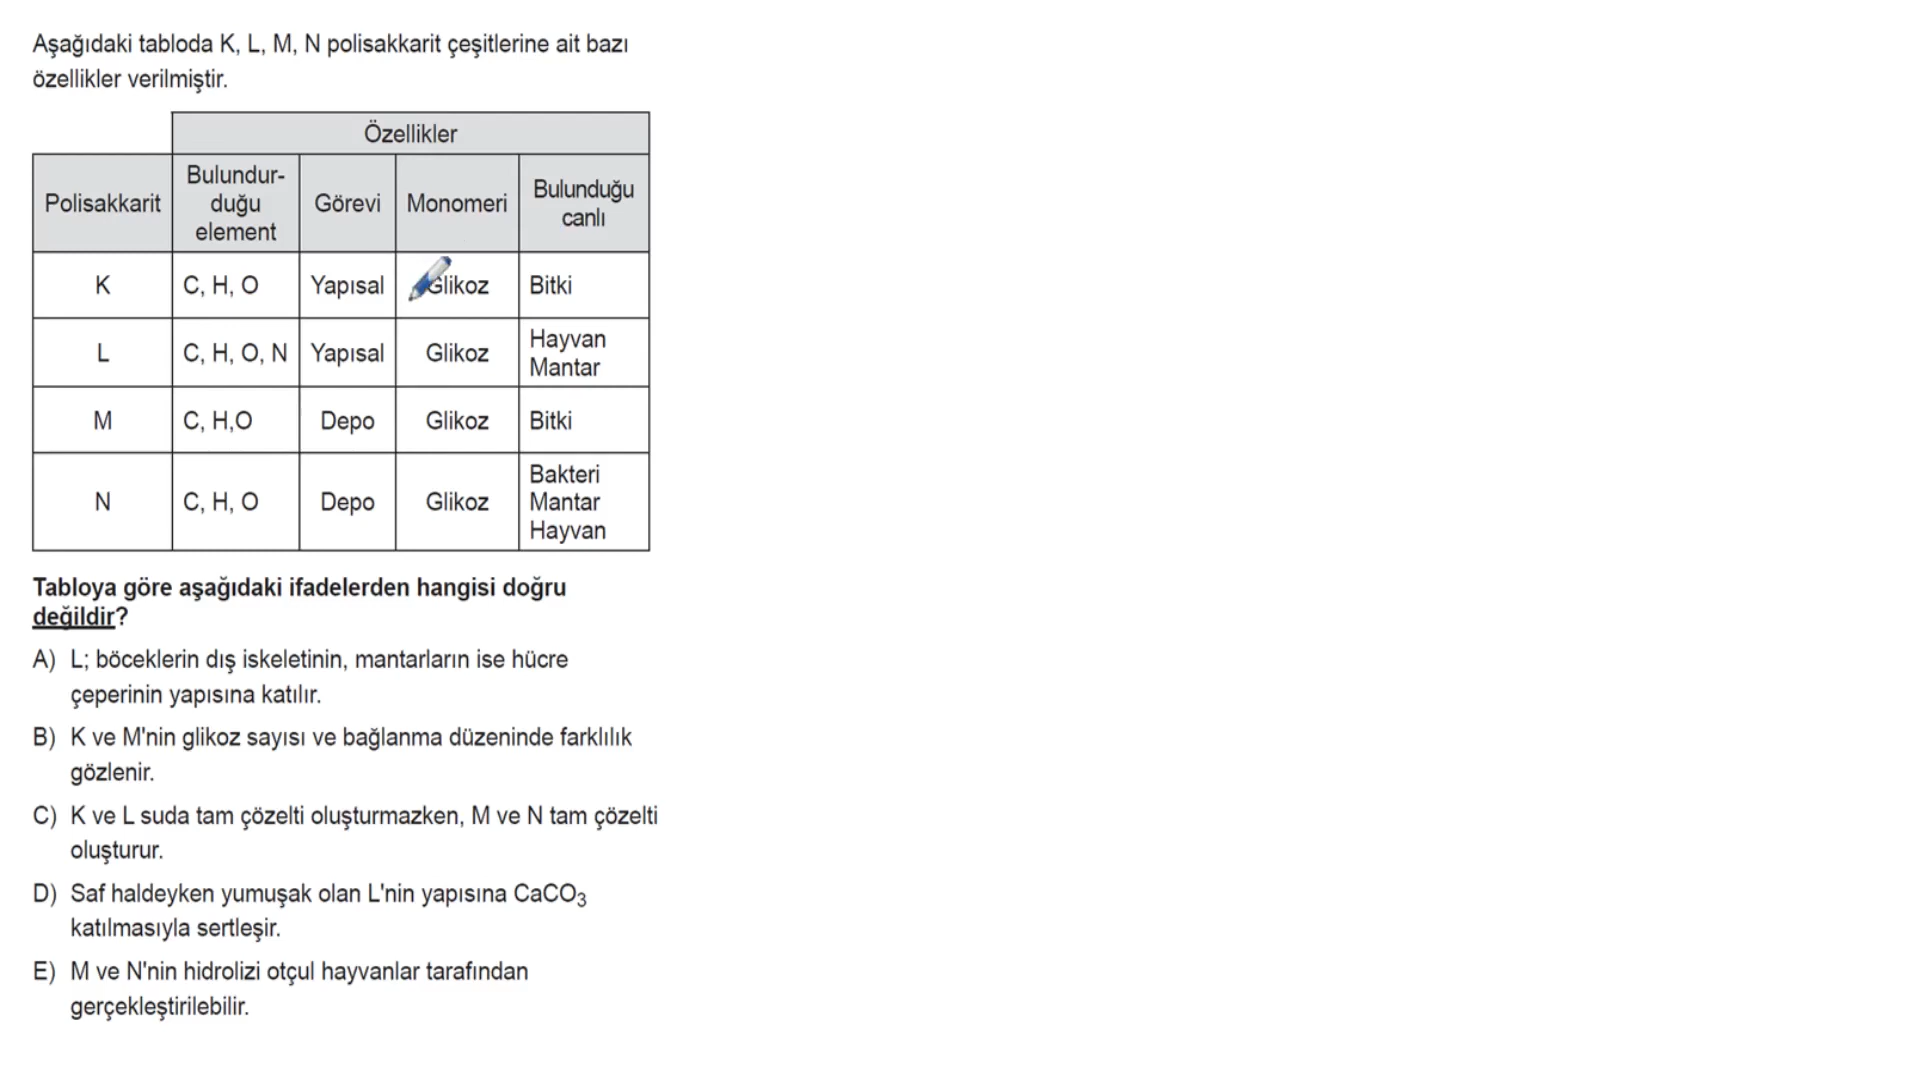 Aşağıdaki tabloda K, L, M, N polisakkarit çeşitlerine ait bazı
özellikler verilmiştir.
Özellikler
Polisakkarit
Bulundur-
duğu
element
Görevi
Monomeri
Bulunduğu
canlı
K
C, H, O
Yapısal
Glikoz
Bitki
L
C, H, O, N
Yapısal
Glikoz
Hayvan
Mantar
M
C, H,O
Depo
Glikoz
Bitki
N
C, H, O
Depo
Glikoz
Bakteri
Mantar
Hayvan
Tabloya göre aşağıdaki ifadelerden hangisi doğru
değildir?
A) L; böceklerin dış iskeletinin, mantarların ise hücre
çeperinin yapısına katılır.
B) K ve M'nin glikoz sayısı ve bağlanma düzeninde farklılık
gözlenir.
C) K ve L suda tam çözelti oluşturmazken, M ve N tam çözelti
oluşturur.
D) Saf haldeyken yumuşak olan L'nin yapısına CaCO₃
katılmasıyla sertleşir.
E) M ve N'nin hidrolizi otçul hayvanlar tarafından
gerçekleştirilebilir.